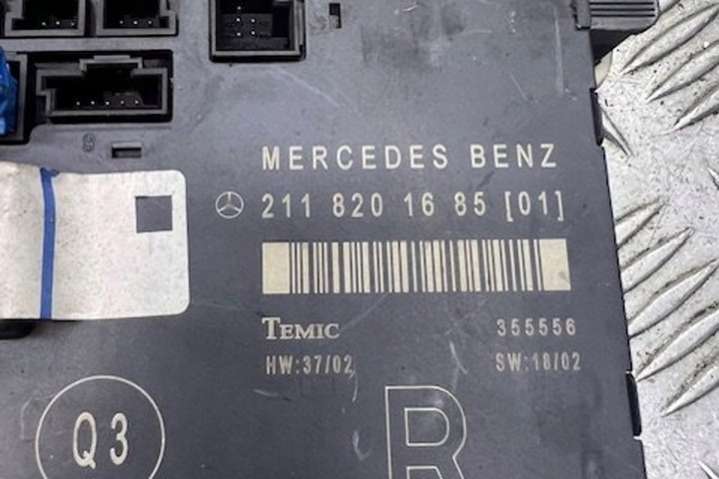 MERCEDES BENZ
211 820 16 85 [01]
TEMIC 355556
HW:37/02 SW:18/02
Q3
R